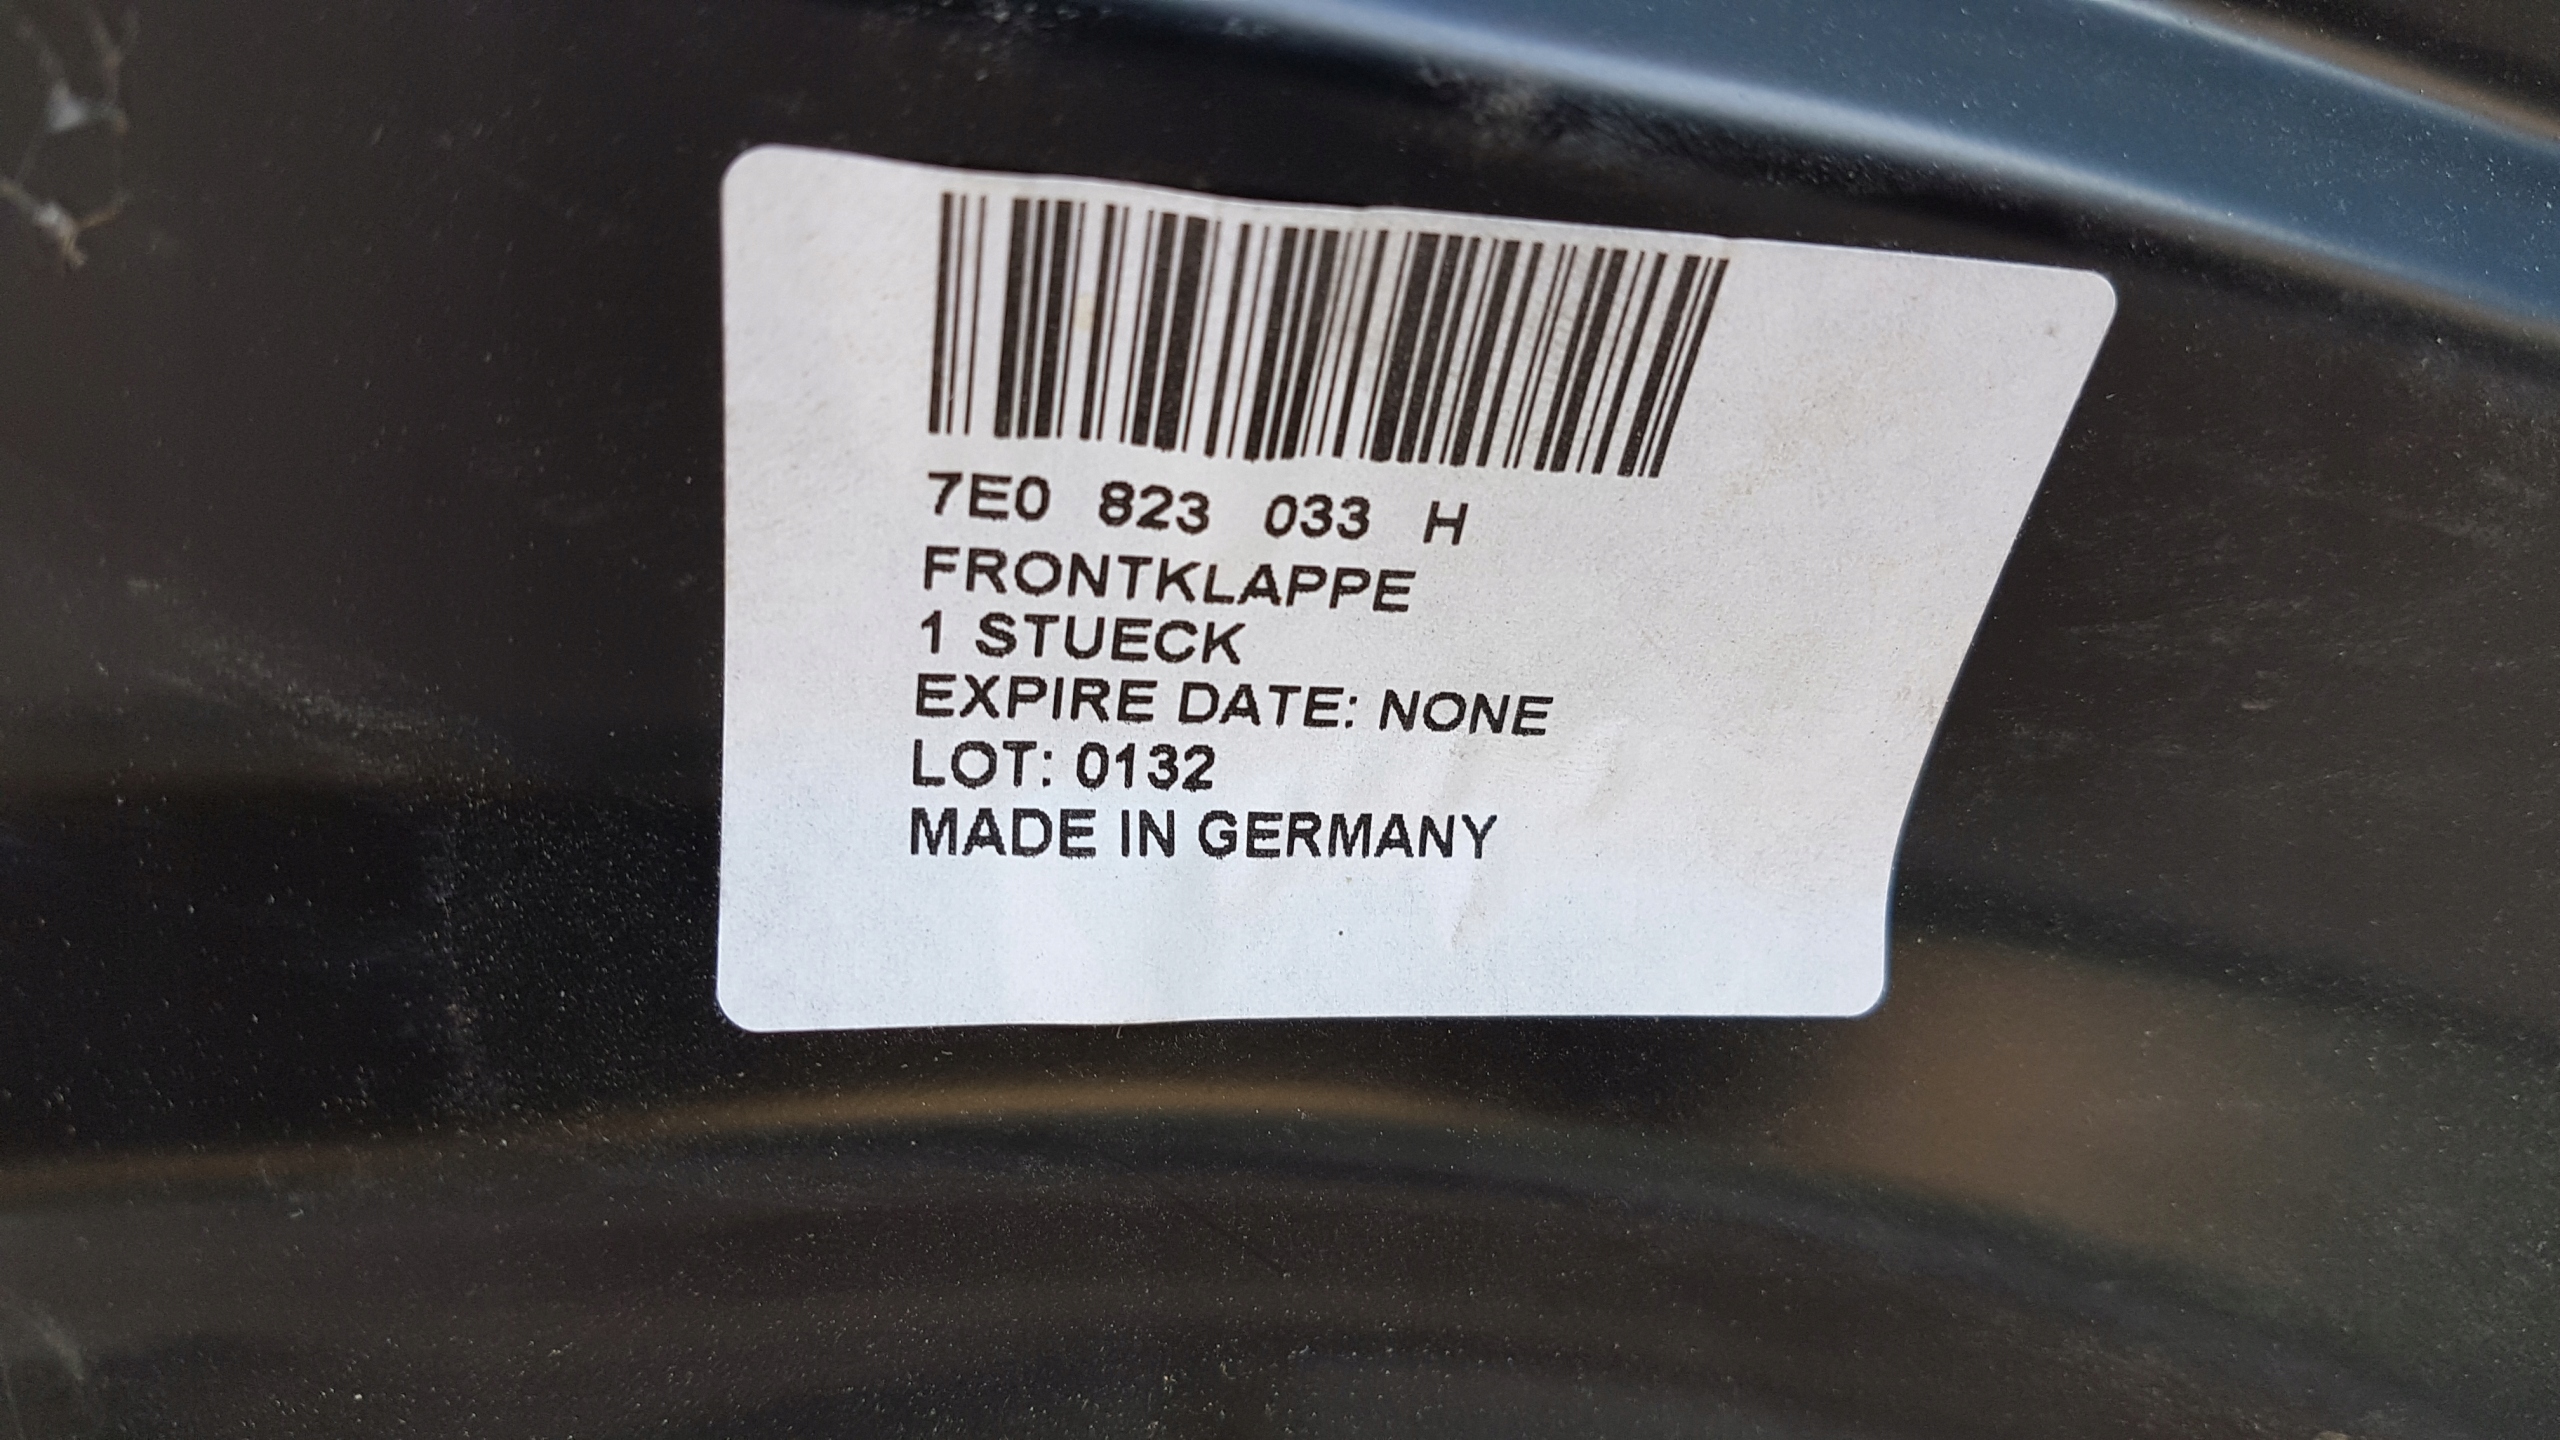 7E0 823 033 H
FRONTKLAPPE
1 STUECK
EXPIRE DATE: NONE
LOT: 0132
MADE IN GERMANY